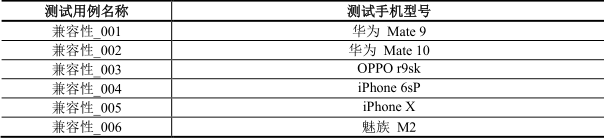 测试用例名称 测试手机型号
兼容性_001 华为 Mate 9
兼容性_002 华为 Mate 10
兼容性_003 OPPO r9sk
兼容性_004 iPhone 6sP
兼容性_005 iPhone X
兼容性_006 魅族 M2